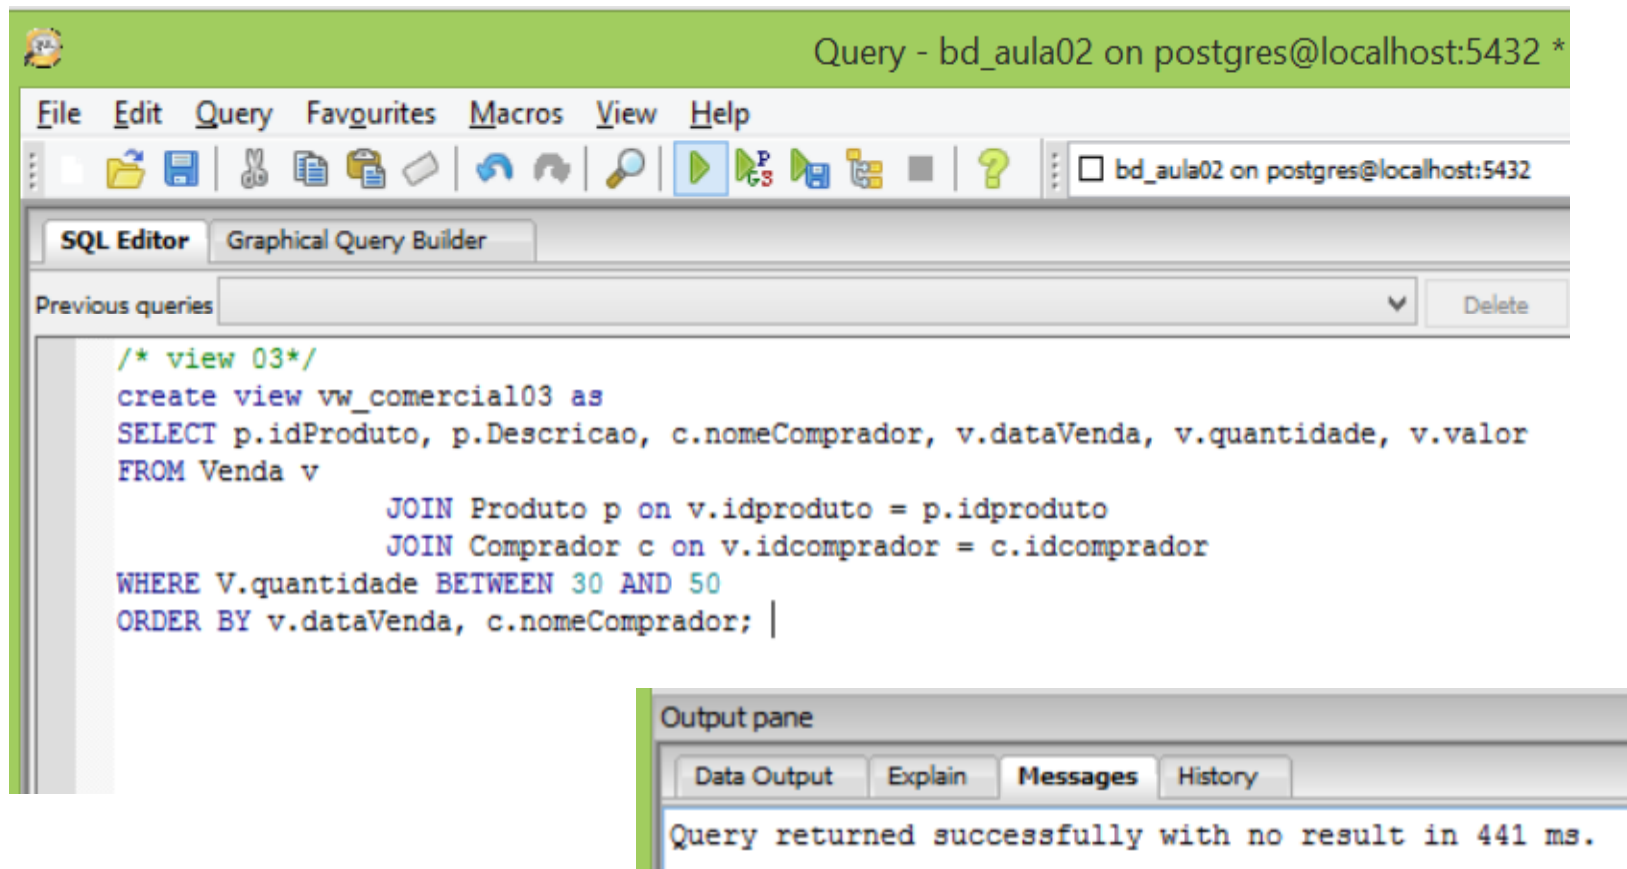 Query - bd_aula02 on postgres@localhost:5432 *
File Edit Query Favourites Macros View Help
bd_aula02 on postgres@localhost:5432
SQL Editor Graphical Query Builder
Previous queries Delete
/* view 03*/
create view vw_comercial03 as
SELECT p.idProduto, p.Descricao, c.nomeComprador, v.dataVenda, v.quantidade, v.valor
FROM Venda v
JOIN Produto p on v.idproduto = p.idproduto
JOIN Comprador c on v.idcomprador = c.idcomprador
WHERE V.quantidade BETWEEN 30 AND 50
ORDER BY v.dataVenda, c.nomeComprador;
Output pane
Data Output Explain Messages History
Query returned successfully with no result in 441 ms.